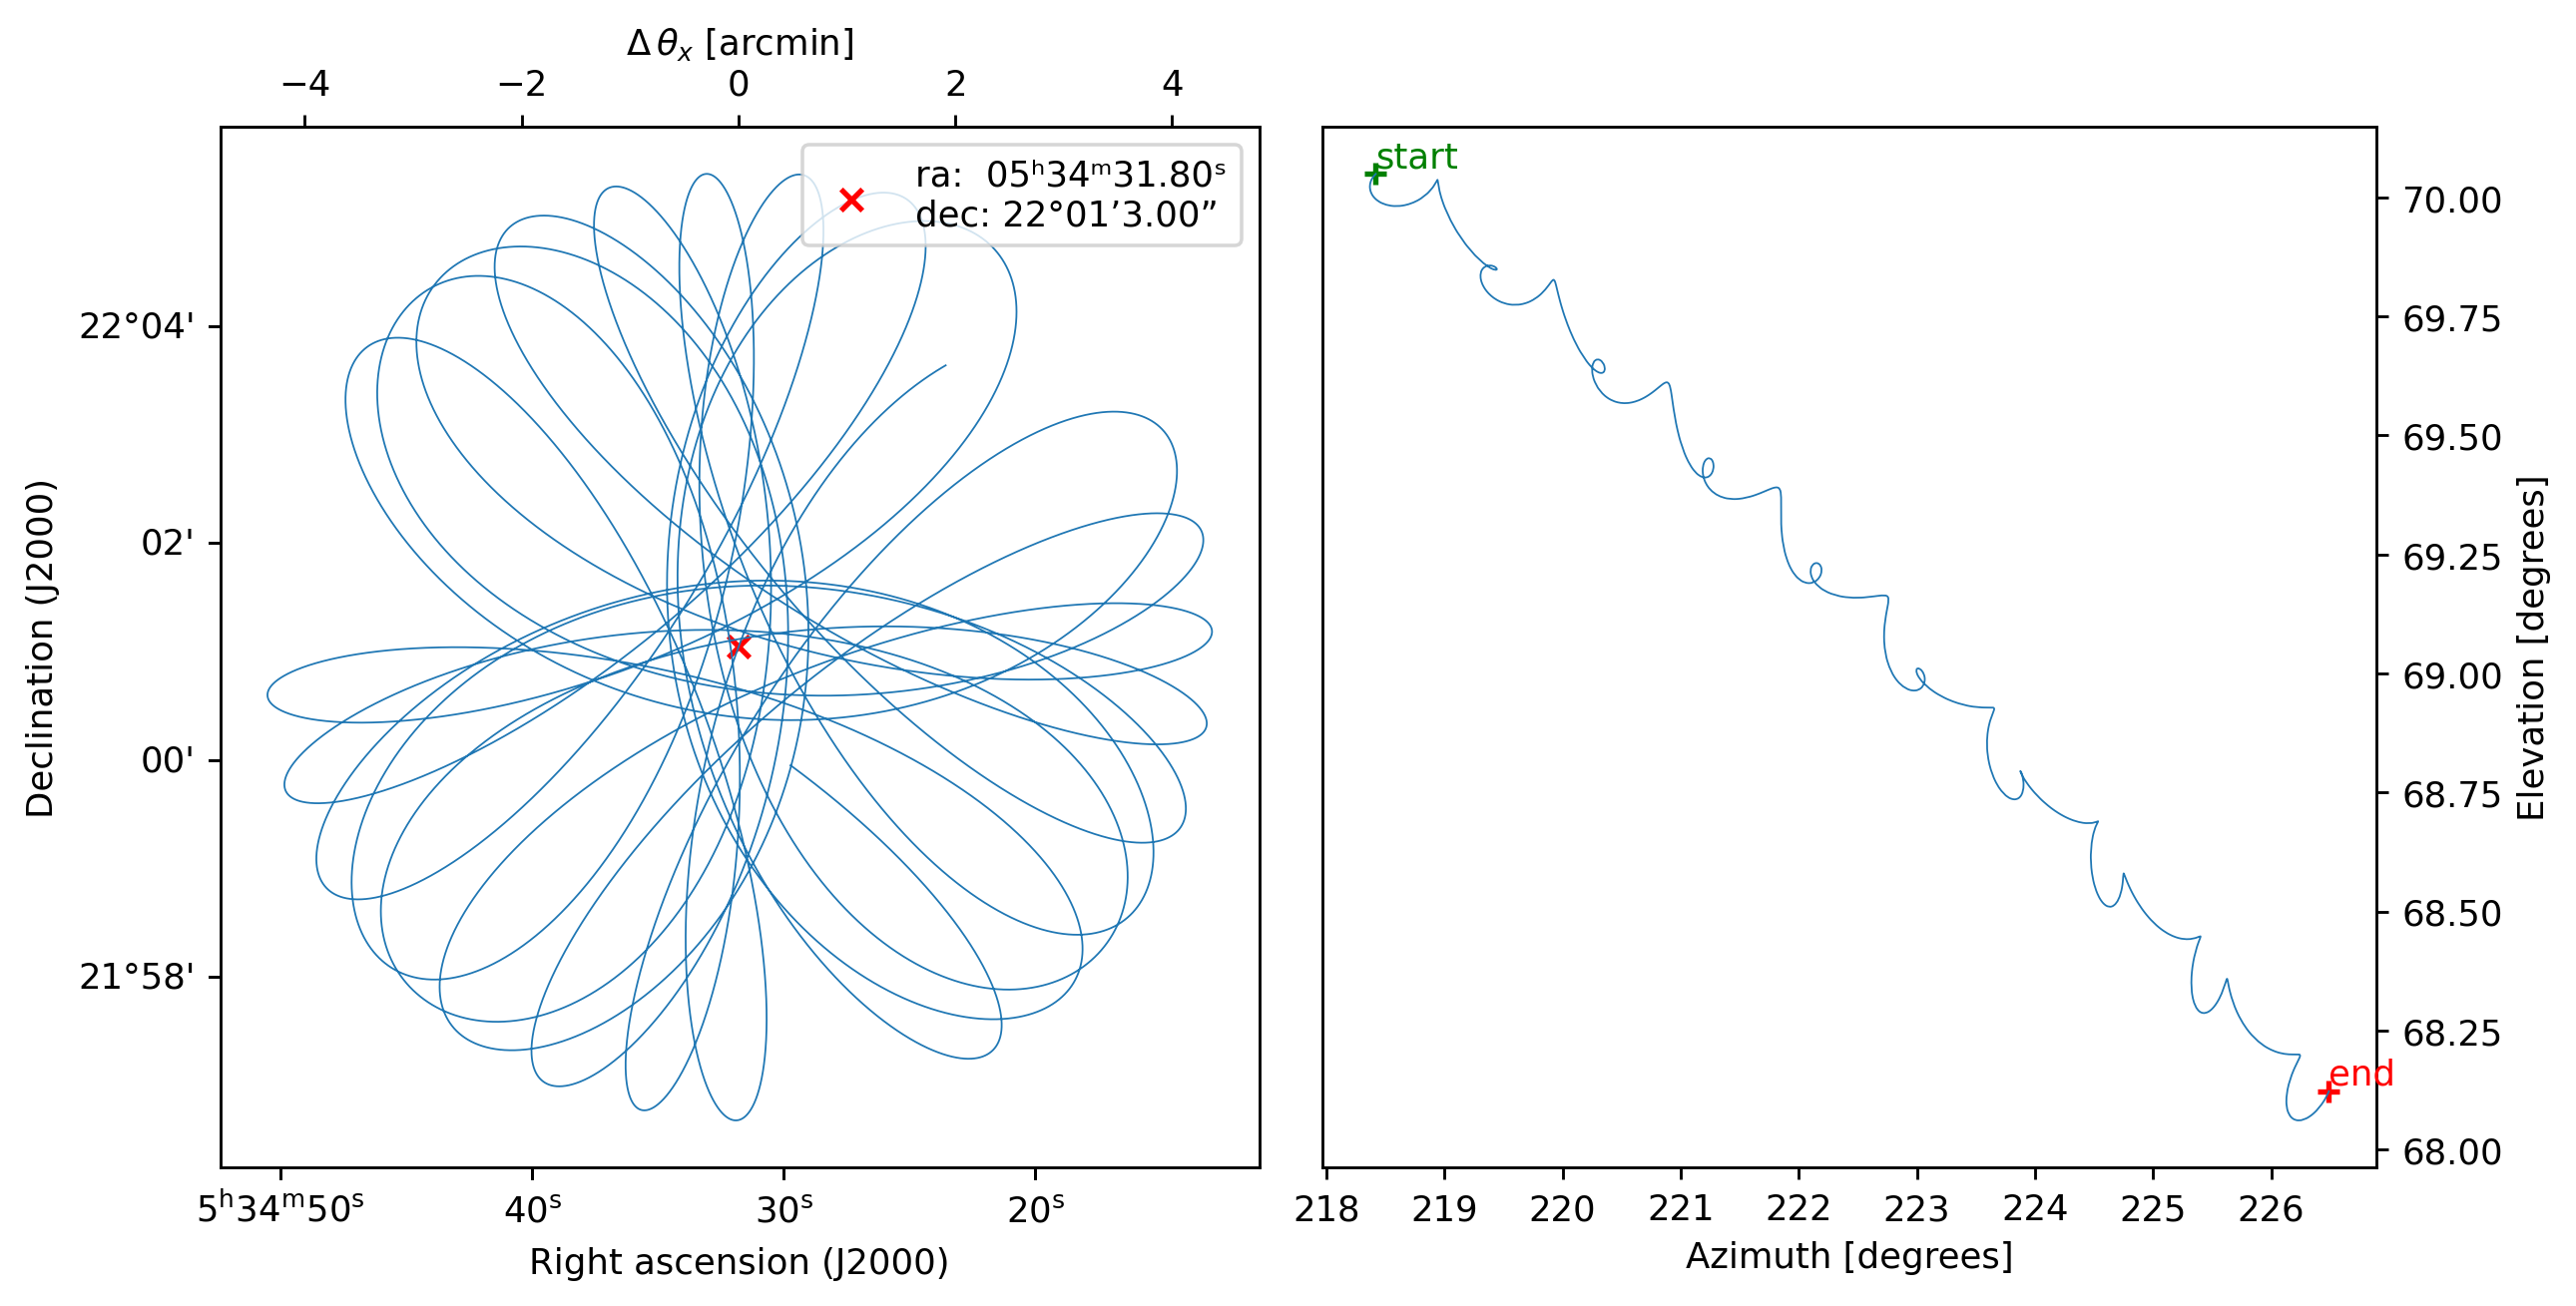 Δ θx [arcmin]
−4 −2 0 2 4
ra: 05ʰ34ᵐ31.80ˢ
dec: 22°01’3.00”
22°04'
02'
00'
21°58'
Declination (J2000)
5ʰ34ᵐ50ˢ 40ˢ 30ˢ 20ˢ
Right ascension (J2000)
start
end
70.00
69.75
69.50
69.25
69.00
68.75
68.50
68.25
68.00
Elevation [degrees]
218 219 220 221 222 223 224 225 226
Azimuth [degrees]